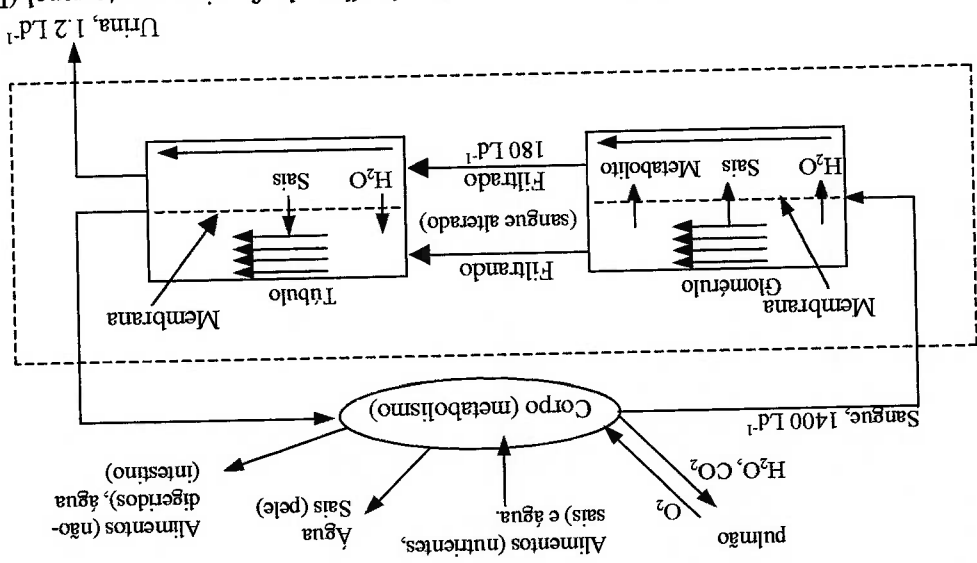 pulmão
O₂
H₂O, CO₂
Alimentos (nutrientes,
sais) e água.
Água
Sais (pele)
Alimentos (não-
digeridos), água
(intestino)
Sangue, 1400 Ld⁻¹
Corpo (metabolismo)
Membrana
Glomérulo
H₂O
Sais
Metabolito
Filtrando
(sangue alterado)
Filtrado
180 Ld⁻¹
Túbulo
Membrana
H₂O
Sais
Urina, 1.2 Ld⁻¹